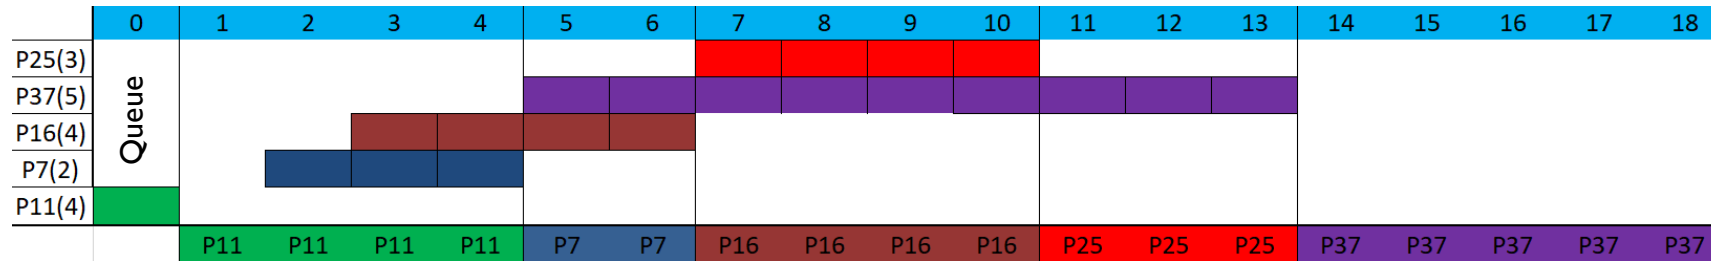 0 1 2 3 4 5 6 7 8 9 10 11 12 13 14 15 16 17 18
P25(3)
P37(5)
P16(4)
P7(2)
P11(4)
Queue
P11 P11 P11 P11 P7 P7 P16 P16 P16 P16 P25 P25 P25 P37 P37 P37 P37 P37